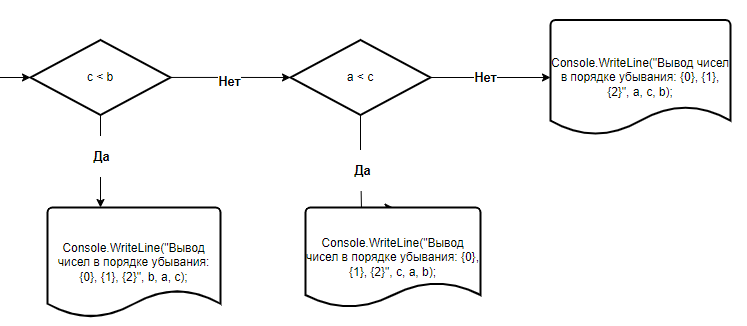 c < b
Нет
a < c
Нет
Console.WriteLine("Вывод чисел
в порядке убывания: {0}, {1},
{2}", a, c, b);
Да
Да
Console.WriteLine("Вывод
чисел в порядке убывания:
{0}, {1}, {2}", b, a, c);
Console.WriteLine("Вывод
чисел в порядке убывания: {0},
{1}, {2}", c, a, b);